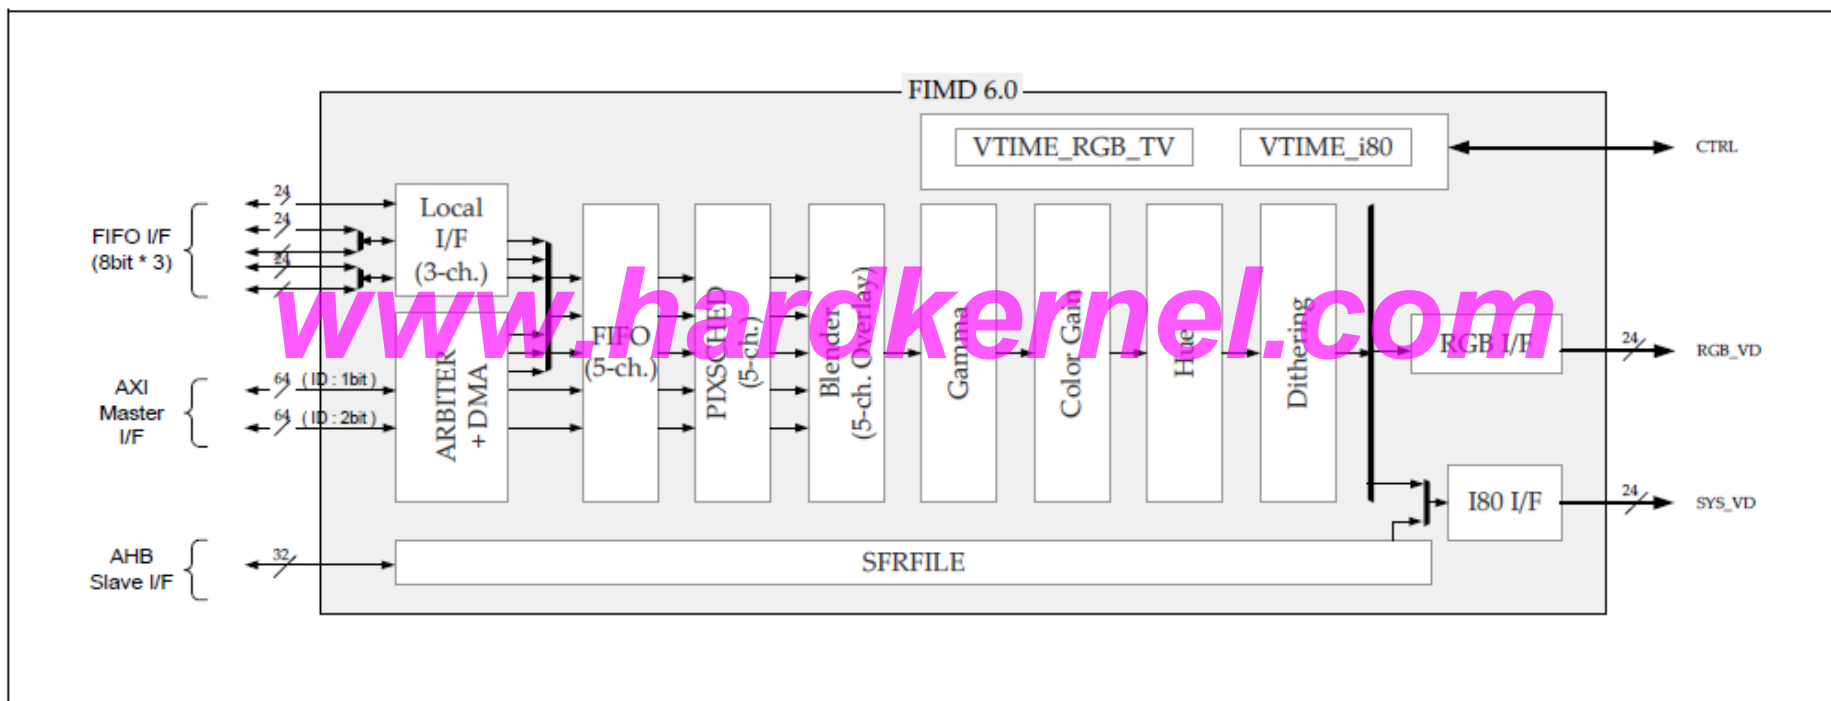 FIMD 6.0
VTIME_RGB_TV
VTIME_i80
CTRL
FIFO I/F
(8bit * 3)
24
24
24
Local
I/F
(3-ch.)
ARBITER
+DMA
FIFO
(5-ch.)
PIXSCHED
(5-ch.)
Blender
(5-ch. Overlay)
Gamma
Color Gain
Hue
Dithering
RGB I/F
24
RGB_VD
AXI
Master
I/F
64 ( ID : 1bit )
64 ( ID : 2bit )
I80 I/F
24
SYS_VD
AHB
Slave I/F
32
SFRFILE
www.hardkernel.com